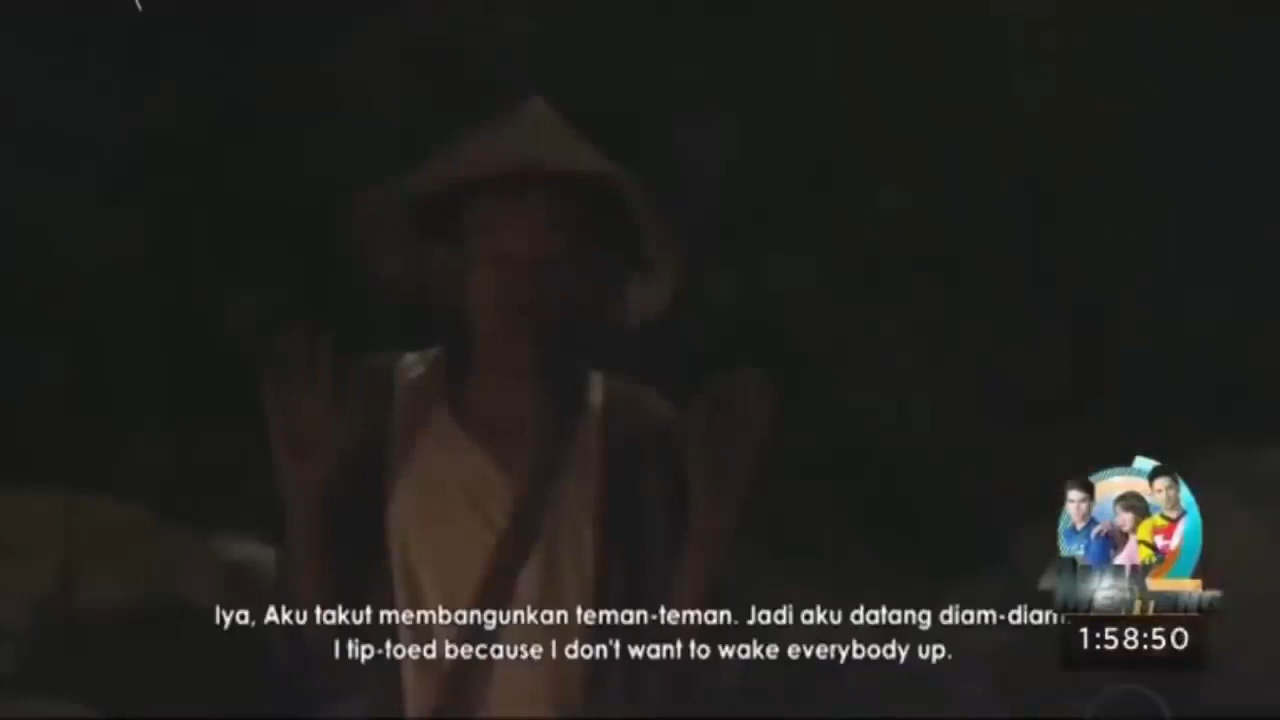 Iya, Aku takut membangunkan teman-teman. Jadi aku datang diam-diam.
I tip-toed because I don't want to wake everybody up.
2
1:58:50